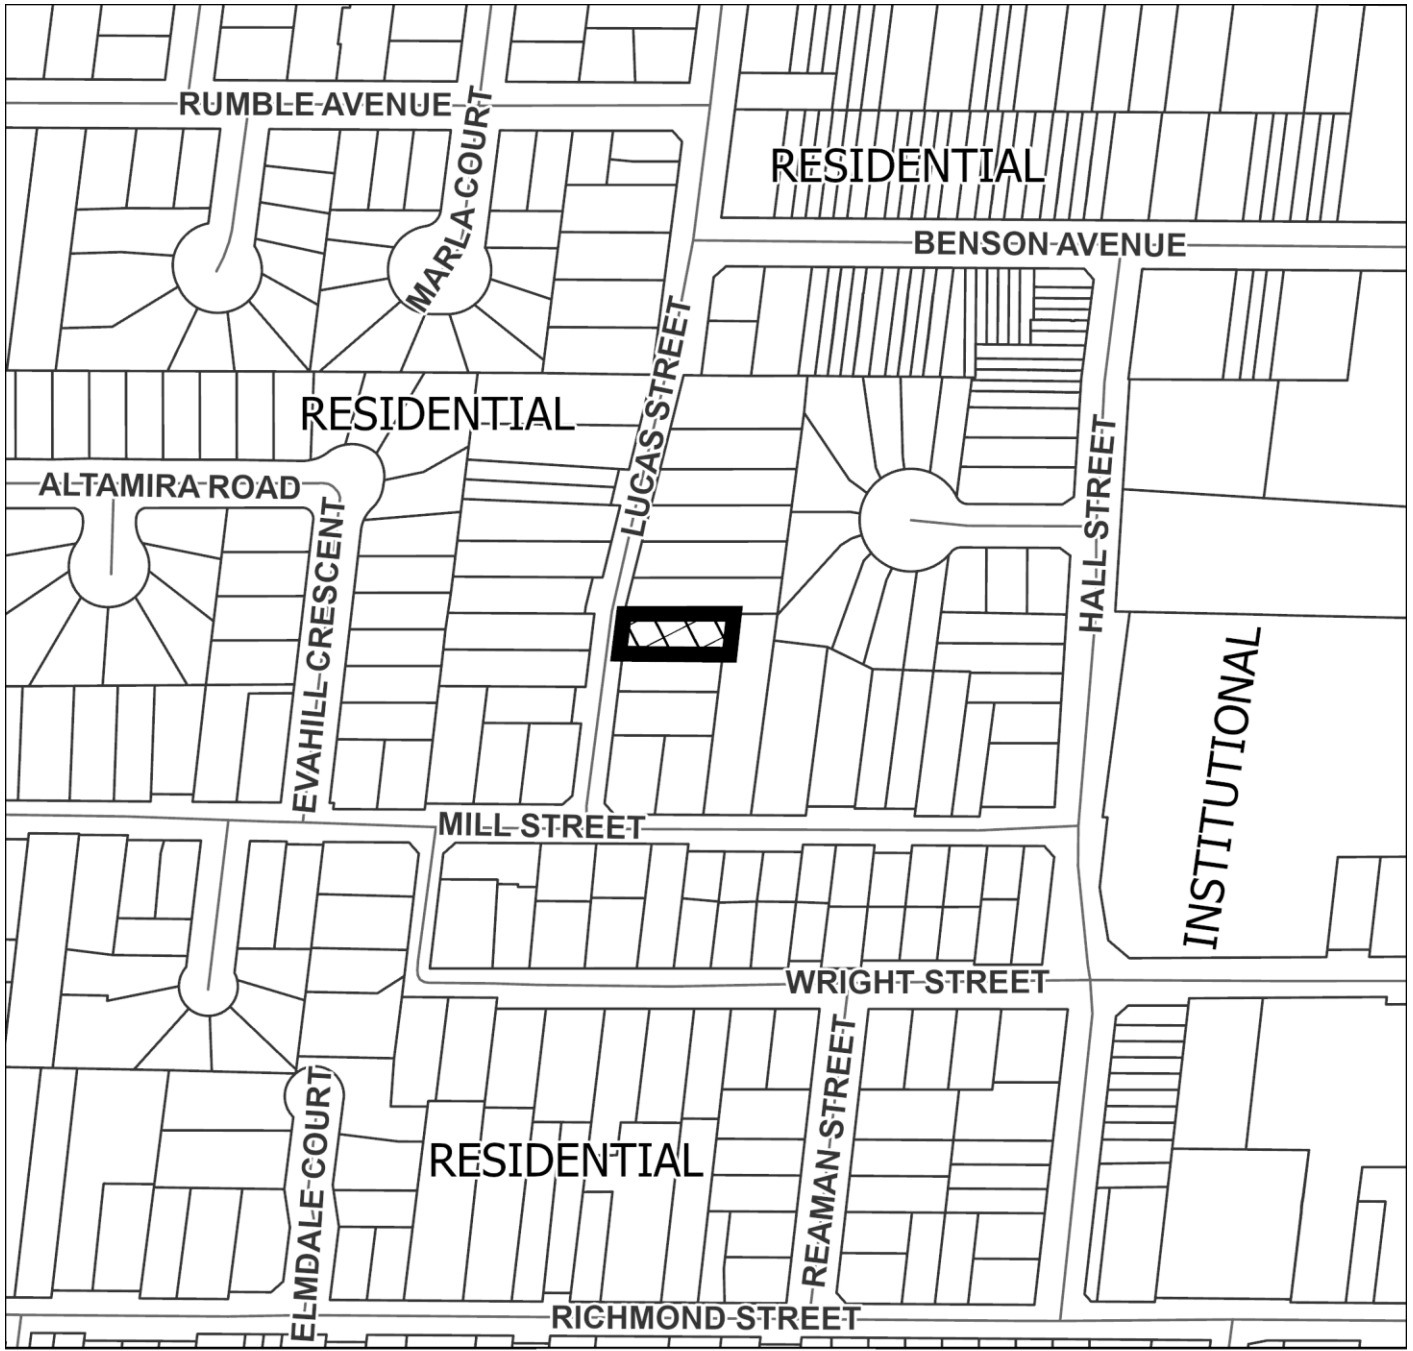 RUMBLE AVENUE
MARLA COURT
RESIDENTIAL
BENSON AVENUE
LUCAS STREET
RESIDENTIAL
ALTAMIRA ROAD
HALL STREET
EVAHILL CRESCENT
INSTITUTIONAL
MILL STREET
WRIGHT STREET
REAMAN STREET
RESIDENTIAL
ELMDALE COURT
RICHMOND STREET